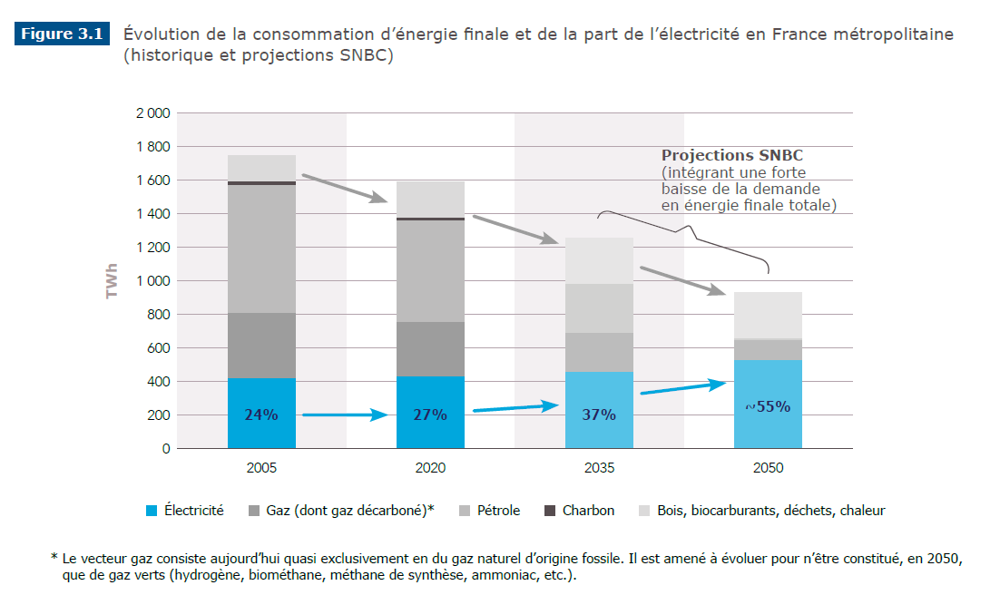 Figure 3.1
Évolution de la consommation d’énergie finale et de la part de l’électricité en France métropolitaine
(historique et projections SNBC)
2 000
1 800
1 600
1 400
1 200
1 000
800
600
400
200
0
TWh
Projections SNBC
(intégrant une forte
baisse de la demande
en énergie finale totale)
24%
27%
37%
~55%
2005
2020
2035
2050
Électricité
Gaz (dont gaz décarboné)*
Pétrole
Charbon
Bois, biocarburants, déchets, chaleur
* Le vecteur gaz consiste aujourd’hui quasi exclusivement en du gaz naturel d’origine fossile. Il est amené à évoluer pour n’être constitué, en 2050,
que de gaz verts (hydrogène, biométhane, méthane de synthèse, ammoniac, etc.).